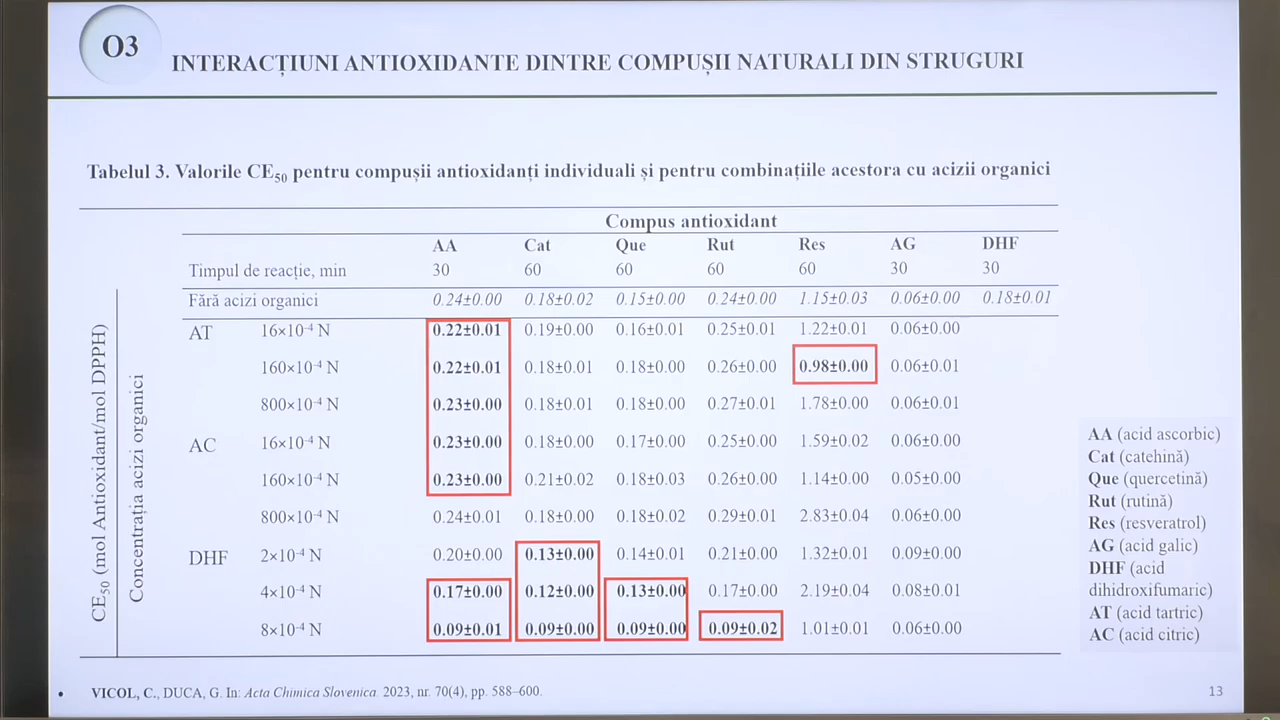 O3
INTERACȚIUNI ANTIOXIDANTE DINTRE COMPUȘII NATURALI DIN STRUGURI
Tabelul 3. Valorile CE50 pentru compușii antioxidanți individuali și pentru combinațiile acestora cu acizii organici
Compus antioxidant
AA Cat Que Rut Res AG DHF
Timpul de reacție, min 30 60 60 60 60 30 30
Fără acizi organici 0.24±0.00 0.18±0.02 0.15±0.00 0.24±0.00 1.15±0.03 0.06±0.00 0.18±0.01
CE50 (mol Antioxidant/mol DPPH)
Concentrația acizi organici
AT 16×10⁻⁴ N 0.22±0.01 0.19±0.00 0.16±0.01 0.25±0.01 1.22±0.01 0.06±0.00
160×10⁻⁴ N 0.22±0.01 0.18±0.01 0.18±0.00 0.26±0.00 0.98±0.00 0.06±0.01
800×10⁻⁴ N 0.23±0.00 0.18±0.01 0.18±0.00 0.27±0.01 1.78±0.00 0.06±0.01
AC 16×10⁻⁴ N 0.23±0.00 0.18±0.00 0.17±0.00 0.25±0.01 1.59±0.02 0.06±0.00
160×10⁻⁴ N 0.23±0.00 0.21±0.02 0.18±0.03 0.26±0.00 1.14±0.00 0.05±0.00
800×10⁻⁴ N 0.24±0.01 0.18±0.00 0.18±0.02 0.29±0.01 2.83±0.04 0.06±0.00
DHF 2×10⁻⁴ N 0.20±0.00 0.13±0.00 0.14±0.01 0.21±0.00 1.32±0.01 0.09±0.00
4×10⁻⁴ N 0.17±0.00 0.12±0.00 0.13±0.00 0.17±0.00 2.19±0.04 0.08±0.01
8×10⁻⁴ N 0.09±0.01 0.09±0.00 0.09±0.00 0.09±0.02 1.01±0.01 0.06±0.00
AA (acid ascorbic)
Cat (catehină)
Que (quercetină)
Rut (rutină)
Res (resveratrol)
AG (acid galic)
DHF (acid
dihidroxifumaric)
AT (acid tartric)
AC (acid citric)
• VICOL, C., DUCA, G. In: Acta Chimica Slovenica. 2023, nr. 70(4), pp. 588–600.
13